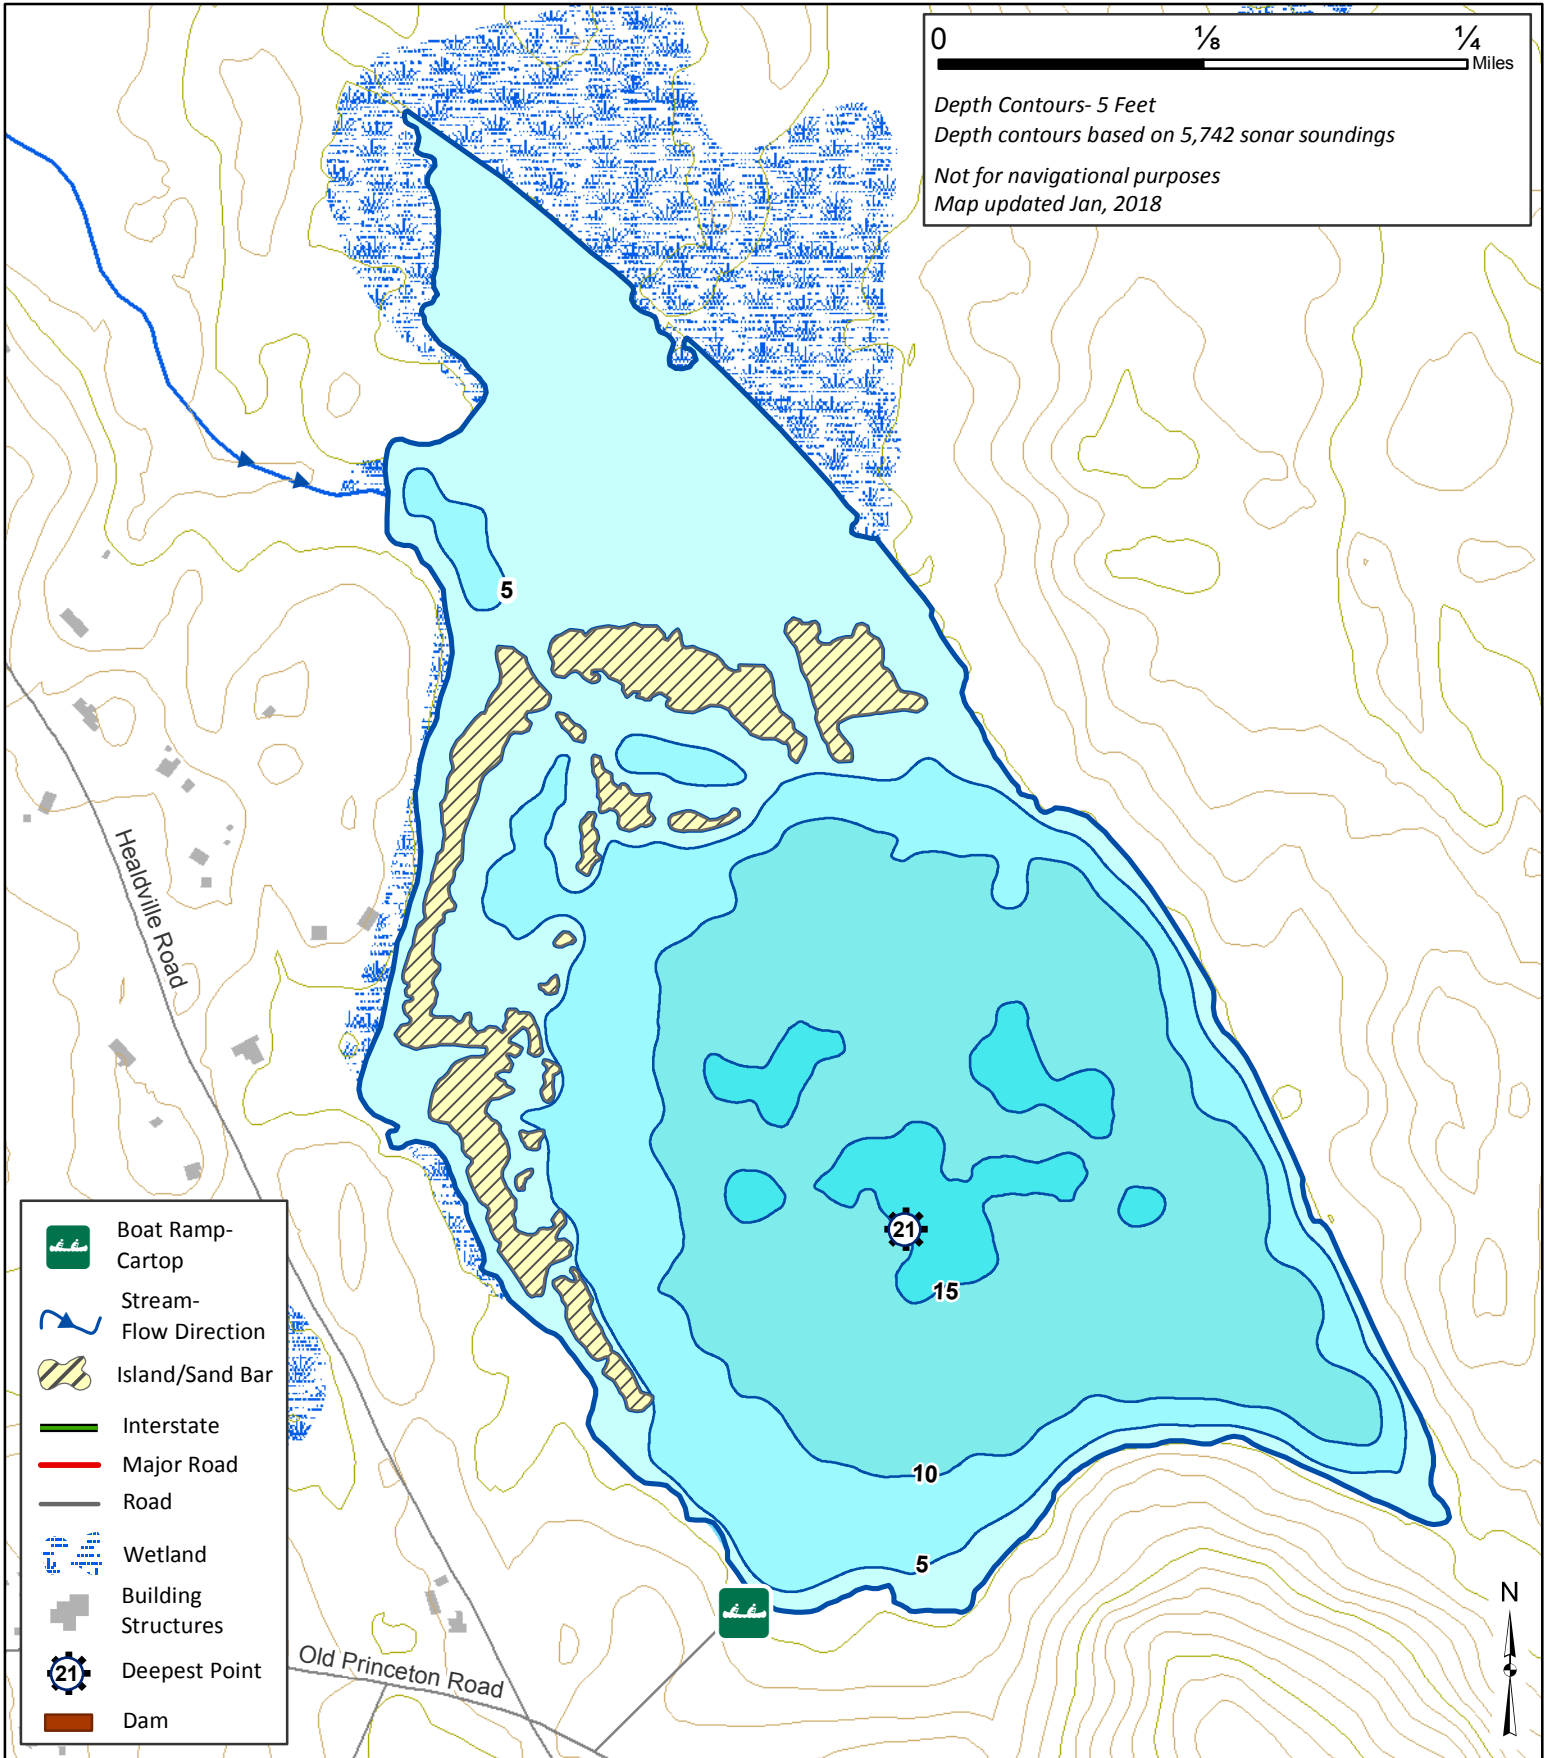 0 ⅛ ¼
Miles
Depth Contours- 5 Feet
Depth contours based on 5,742 sonar soundings
Not for navigational purposes
Map updated Jan, 2018
5
Healdville Road
21
15
10
5
Old Princeton Road
N
Boat Ramp-
Cartop
Stream-
Flow Direction
Island/Sand Bar
Interstate
Major Road
Road
Wetland
Building
Structures
21 Deepest Point
Dam